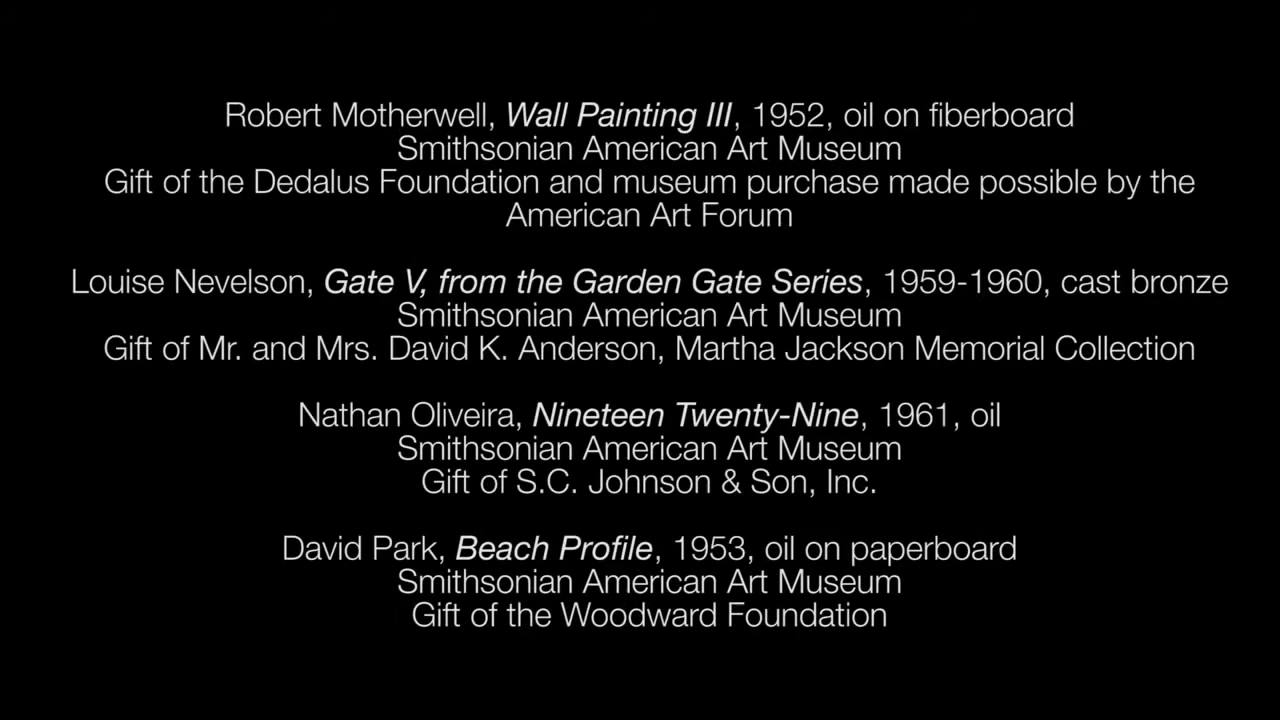 Robert Motherwell, Wall Painting III, 1952, oil on fiberboard
Smithsonian American Art Museum
Gift of the Dedalus Foundation and museum purchase made possible by the
American Art Forum
Louise Nevelson, Gate V, from the Garden Gate Series, 1959-1960, cast bronze
Smithsonian American Art Museum
Gift of Mr. and Mrs. David K. Anderson, Martha Jackson Memorial Collection
Nathan Oliveira, Nineteen Twenty-Nine, 1961, oil
Smithsonian American Art Museum
Gift of S.C. Johnson & Son, Inc.
David Park, Beach Profile, 1953, oil on paperboard
Smithsonian American Art Museum
Gift of the Woodward Foundation